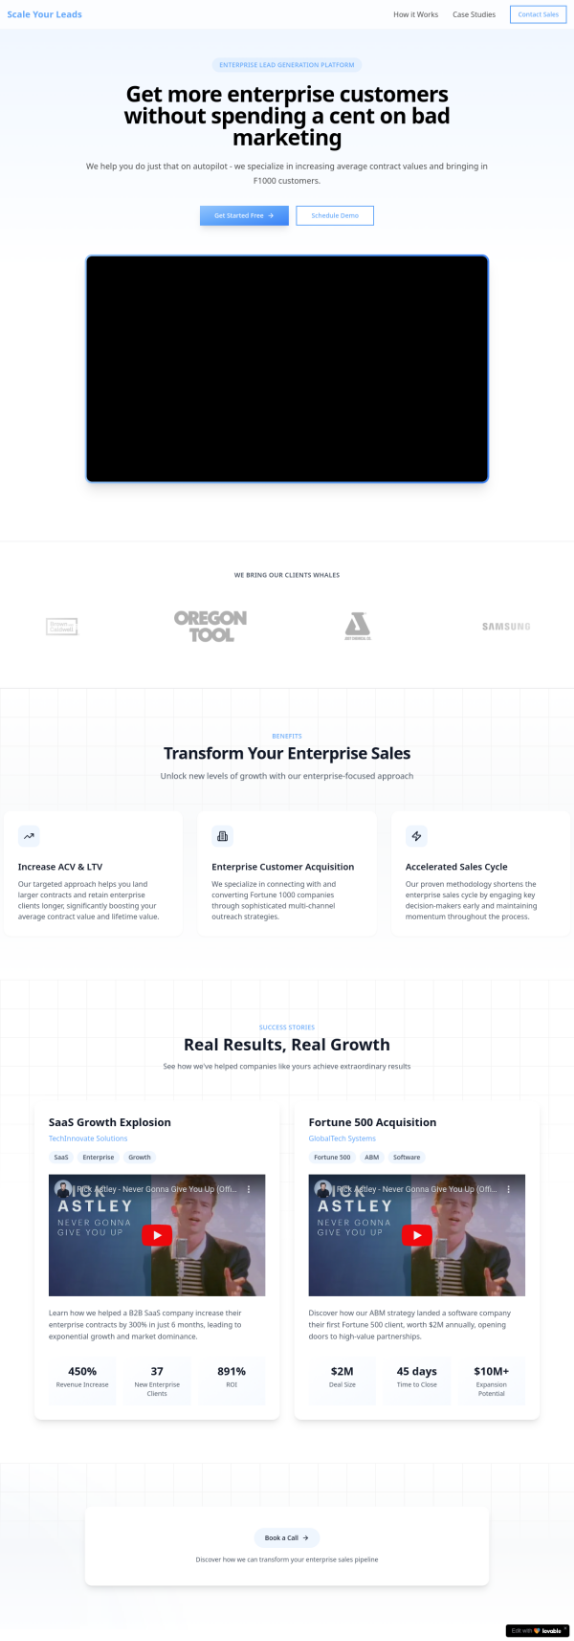 Scale Your Leads
How it Works
Case Studies
Contact Sales
ENTERPRISE LEAD GENERATION PLATFORM
Get more enterprise customers
without spending a cent on bad
marketing
We help you do just that on autopilot - we specialize in increasing average contract values and bringing in
F1000 customers.
Get Started Free →
Schedule Demo
WE BRING OUR CLIENTS WHALES
OREGON
TOOL
SAMSUNG
BENEFITS
Transform Your Enterprise Sales
Unlock new levels of growth with our enterprise-focused approach
Increase ACV & LTV
Our targeted approach helps you land
larger contracts and retain enterprise
clients longer, significantly boosting your
average contract value and lifetime value.
Enterprise Customer Acquisition
We specialize in connecting with and
converting Fortune 1000 companies
through sophisticated multi-channel
outreach strategies.
Accelerated Sales Cycle
Our proven methodology shortens the
enterprise sales cycle by engaging key
decision-makers early and maintaining
momentum throughout the process.
SUCCESS STORIES
Real Results, Real Growth
See how we've helped companies like yours achieve extraordinary results
SaaS Growth Explosion
TechInnovate Solutions
SaaS
Enterprise
Growth
Rick Astley - Never Gonna Give You Up (Offi...
ASTLEY
NEVER GONNA
GIVE YOU UP
Learn how we helped a B2B SaaS company increase their
enterprise contracts by 300% in just 6 months, leading to
exponential growth and market dominance.
450%
Revenue Increase
37
New Enterprise
Clients
891%
ROI
Fortune 500 Acquisition
GlobalTech Systems
Fortune 500
ABM
Software
Rick Astley - Never Gonna Give You Up (Offi...
ASTLEY
NEVER GONNA
GIVE YOU UP
Discover how our ABM strategy landed a software company
their first Fortune 500 client, worth $2M annually, opening
doors to high-value partnerships.
$2M
Deal Size
45 days
Time to Close
$10M+
Expansion
Potential
Book a Call →
Discover how we can transform your enterprise sales pipeline
Edit with lovable